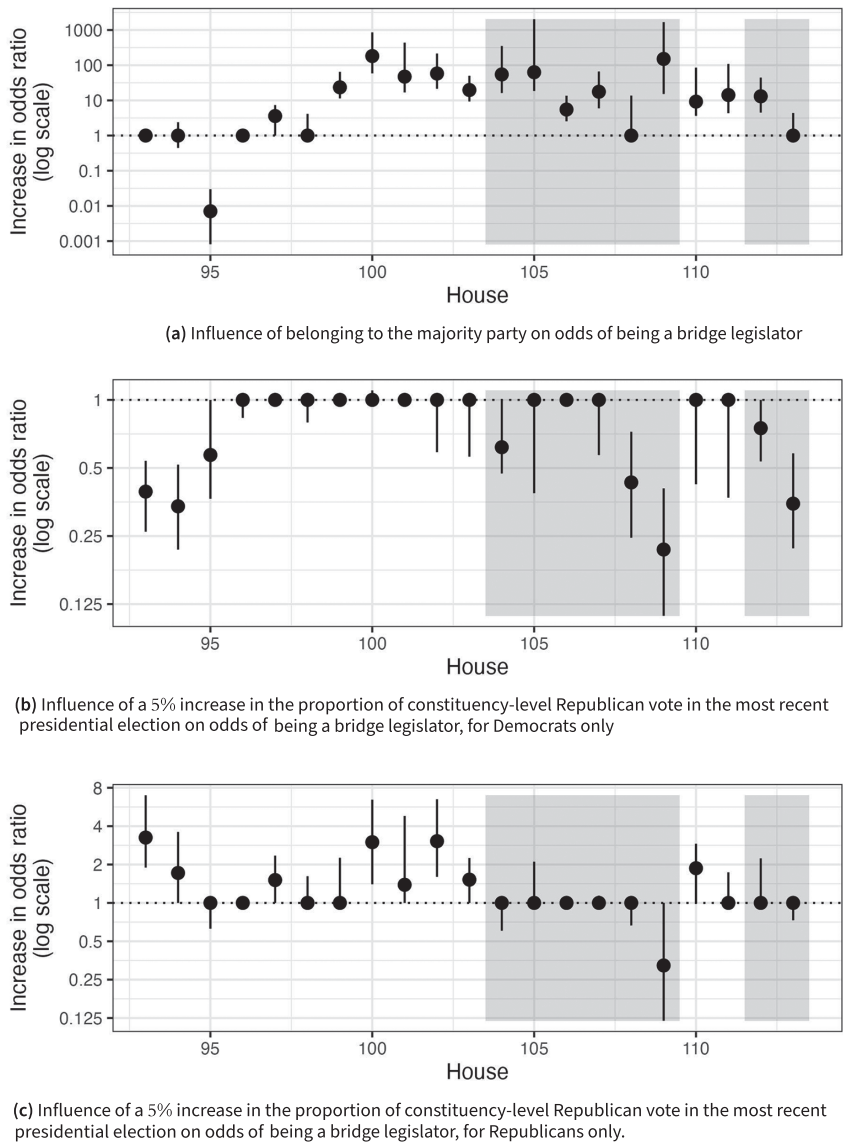 1000
100
10
1
0.1
0.01
0.001
Increase in odds ratio
(log scale)
95
100
105
110
House
(a) Influence of belonging to the majority party on odds of being a bridge legislator
1
0.5
0.25
0.125
Increase in odds ratio
(log scale)
95
100
105
110
House
(b) Influence of a 5% increase in the proportion of constituency-level Republican vote in the most recent
presidential election on odds of being a bridge legislator, for Democrats only
8
4
2
1
0.5
0.25
0.125
Increase in odds ratio
(log scale)
95
100
105
110
House
(c) Influence of a 5% increase in the proportion of constituency-level Republican vote in the most recent
presidential election on odds of being a bridge legislator, for Republicans only.